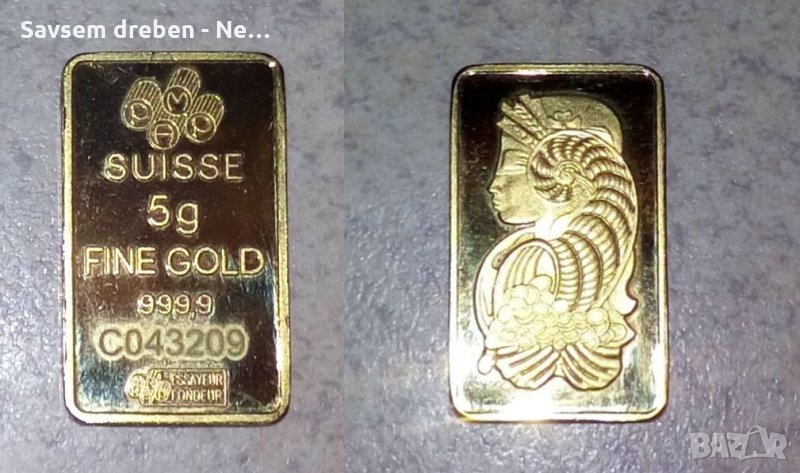 Savsem dreben - Ne...
PAMP
SUISSE
5g
FINE GOLD
999,9
C043209
ESSAYEUR
FONDEUR
BAZAR